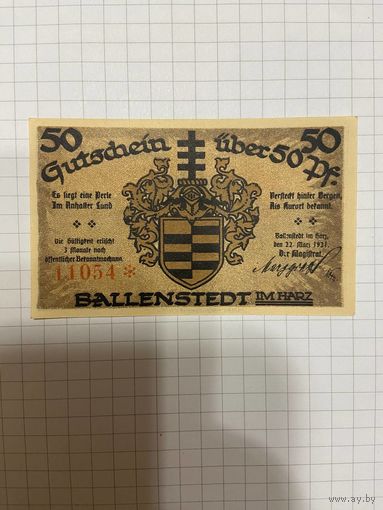 50 50
Gutschein über 50 Pf.
Es liegt eine Perle
Im Anhalter Land
Versteckt hinter Bergen,
Als Kurort bekannt.
Die Gültigkeit erlischt
3 Monate nach
öffentlicher Bekanntmachung.
11054 *
Ballenstedt im Harz,
den 22. März 1921.
Der Magistrat.
BALLENSTEDT IM HARZ
www.ay.by